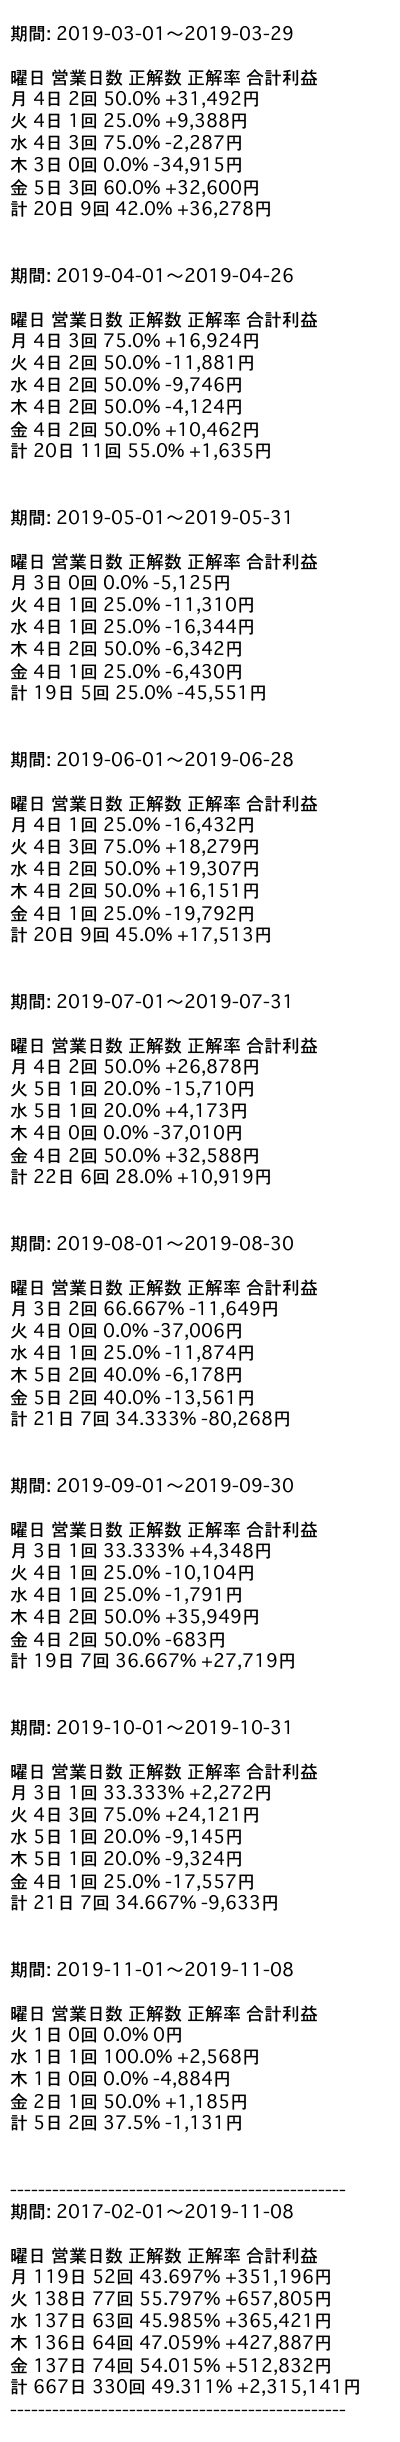 期間: 2019-03-01〜2019-03-29
曜日 営業日数 正解数 正解率 合計利益
月 4日 2回 50.0% +31,492円
火 4日 1回 25.0% +9,388円
水 4日 3回 75.0% -2,287円
木 3日 0回 0.0% -34,915円
金 5日 3回 60.0% +32,600円
計 20日 9回 42.0% +36,278円
期間: 2019-04-01〜2019-04-26
曜日 営業日数 正解数 正解率 合計利益
月 4日 3回 75.0% +16,924円
火 4日 2回 50.0% -11,881円
水 4日 2回 50.0% -9,746円
木 4日 2回 50.0% -4,124円
金 4日 2回 50.0% +10,462円
計 20日 11回 55.0% +1,635円
期間: 2019-05-01〜2019-05-31
曜日 営業日数 正解数 正解率 合計利益
月 3日 0回 0.0% -5,125円
火 4日 1回 25.0% -11,310円
水 4日 1回 25.0% -16,344円
木 4日 2回 50.0% -6,342円
金 4日 1回 25.0% -6,430円
計 19日 5回 25.0% -45,551円
期間: 2019-06-01〜2019-06-28
曜日 営業日数 正解数 正解率 合計利益
月 4日 1回 25.0% -16,432円
火 4日 3回 75.0% +18,279円
水 4日 2回 50.0% +19,307円
木 4日 2回 50.0% +16,151円
金 4日 1回 25.0% -19,792円
計 20日 9回 45.0% +17,513円
期間: 2019-07-01〜2019-07-31
曜日 営業日数 正解数 正解率 合計利益
月 4日 2回 50.0% +26,878円
火 5日 1回 20.0% -15,710円
水 5日 1回 20.0% +4,173円
木 4日 0回 0.0% -37,010円
金 4日 2回 50.0% +32,588円
計 22日 6回 28.0% +10,919円
期間: 2019-08-01〜2019-08-30
曜日 営業日数 正解数 正解率 合計利益
月 3日 2回 66.667% -11,649円
火 4日 0回 0.0% -37,006円
水 4日 1回 25.0% -11,874円
木 5日 2回 40.0% -6,178円
金 5日 2回 40.0% -13,561円
計 21日 7回 34.333% -80,268円
期間: 2019-09-01〜2019-09-30
曜日 営業日数 正解数 正解率 合計利益
月 3日 1回 33.333% +4,348円
火 4日 1回 25.0% -10,104円
水 4日 1回 25.0% -1,791円
木 4日 2回 50.0% +35,949円
金 4日 2回 50.0% -683円
計 19日 7回 36.667% +27,719円
期間: 2019-10-01〜2019-10-31
曜日 営業日数 正解数 正解率 合計利益
月 3日 1回 33.333% +2,272円
火 4日 3回 75.0% +24,121円
水 5日 1回 20.0% -9,145円
木 5日 1回 20.0% -9,324円
金 4日 1回 25.0% -17,557円
計 21日 7回 34.667% -9,633円
期間: 2019-11-01〜2019-11-08
曜日 営業日数 正解数 正解率 合計利益
火 1日 0回 0.0% 0円
水 1日 1回 100.0% +2,568円
木 1日 0回 0.0% -4,884円
金 2日 1回 50.0% +1,185円
計 5日 2回 37.5% -1,131円
------------------------------------------------
期間: 2017-02-01〜2019-11-08
曜日 営業日数 正解数 正解率 合計利益
月 119日 52回 43.697% +351,196円
火 138日 77回 55.797% +657,805円
水 137日 63回 45.985% +365,421円
木 136日 64回 47.059% +427,887円
金 137日 74回 54.015% +512,832円
計 667日 330回 49.311% +2,315,141円
------------------------------------------------